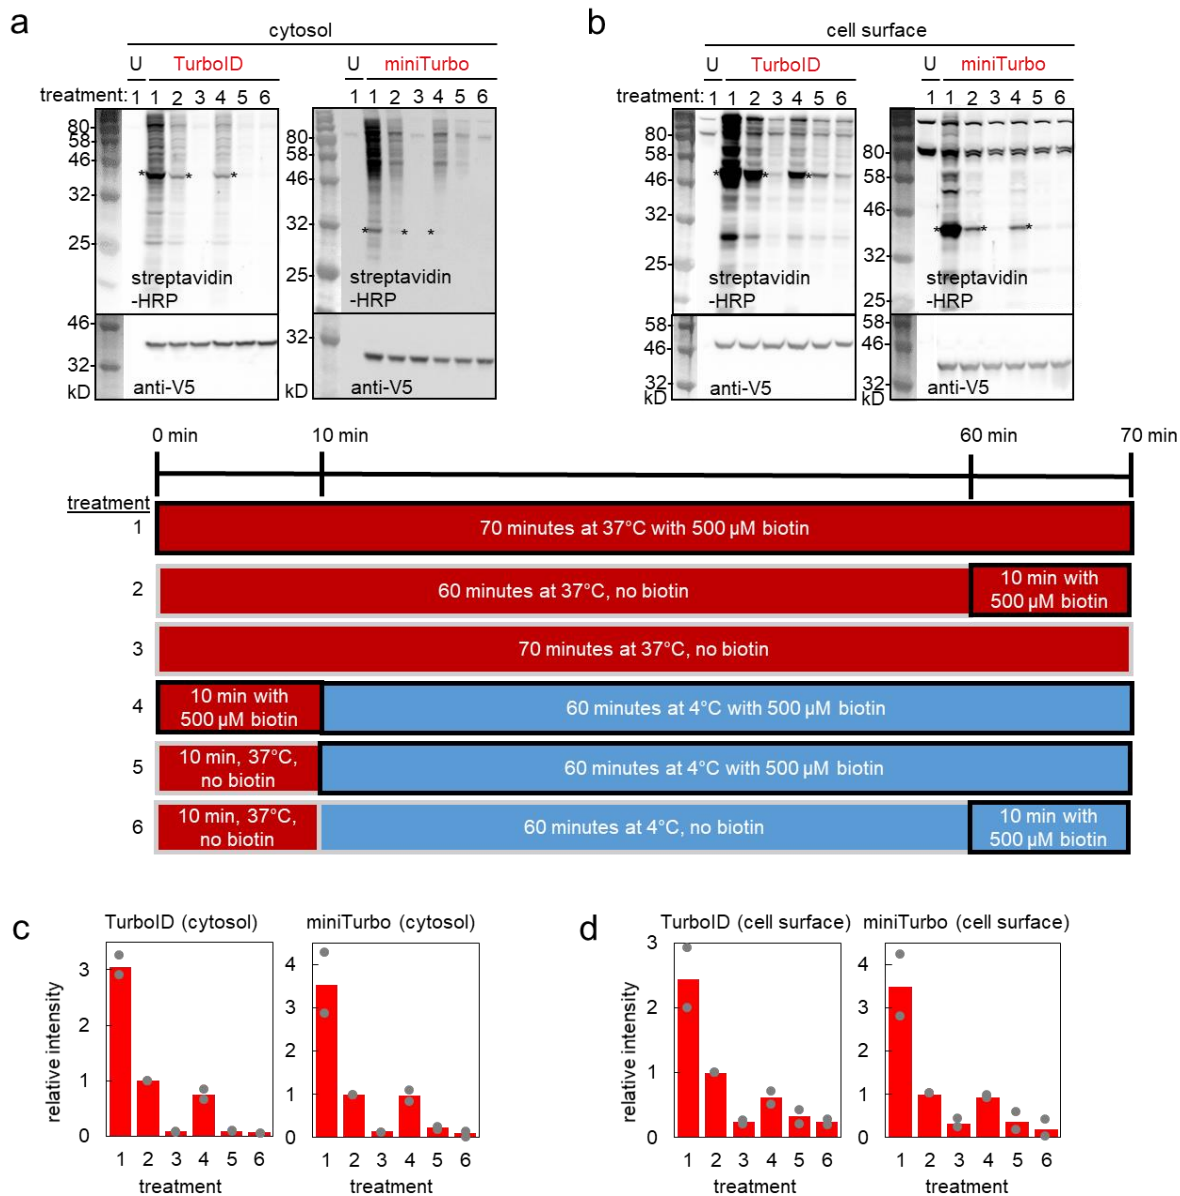 a
cytosol
U TurboID
U miniTurbo
treatment: 1 1 2 3 4 5 6
1 1 2 3 4 5 6
80
58
46
32
25
*
*
*
streptavidin
-HRP
80
58
46
32
25
*
*
*
streptavidin
-HRP
46
32
kD
anti-V5
32
kD
anti-V5
b
cell surface
U TurboID
U miniTurbo
treatment: 1 1 2 3 4 5 6
1 1 2 3 4 5 6
80
58
46
32
25
*
*
*
streptavidin
-HRP
80
46
32
25
*
*
*
streptavidin
-HRP
58
46
32
kD
anti-V5
58
46
32
kD
anti-V5
0 min 10 min 60 min 70 min
treatment
1 70 minutes at 37°C with 500 µM biotin
2 60 minutes at 37°C, no biotin
10 min with
500 µM biotin
3 70 minutes at 37°C, no biotin
4
10 min with
500 µM biotin
60 minutes at 4°C with 500 µM biotin
5
10 min, 37°C,
no biotin
60 minutes at 4°C with 500 µM biotin
6
10 min, 37°C,
no biotin
60 minutes at 4°C, no biotin
10 min with
500 µM biotin
c
TurboID (cytosol)
relative intensity
3
1
0
1 2 3 4 5 6
treatment
miniTurbo (cytosol)
4
3
2
1
0
1 2 3 4 5 6
treatment
d
TurboID (cell surface)
relative intensity
3
2
1
0
1 2 3 4 5 6
treatment
miniTurbo (cell surface)
4
3
2
1
0
1 2 3 4 5 6
treatment